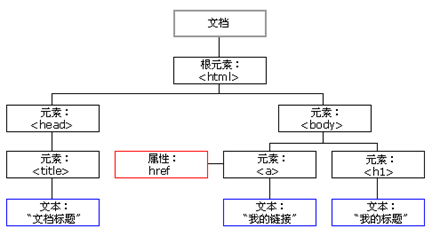 文档
根元素：
<html>
元素：
<head>
元素：
<body>
元素：
<title>
属性：
href
元素：
<a>
元素：
<h1>
文本：
“文档标题”
文本：
“我的链接”
文本：
“我的标题”